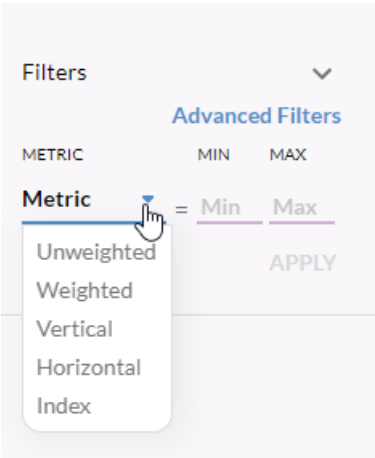 Filters
Advanced Filters
METRIC MIN MAX
Metric = Min Max
Unweighted
APPLY
Weighted
Vertical
Horizontal
Index